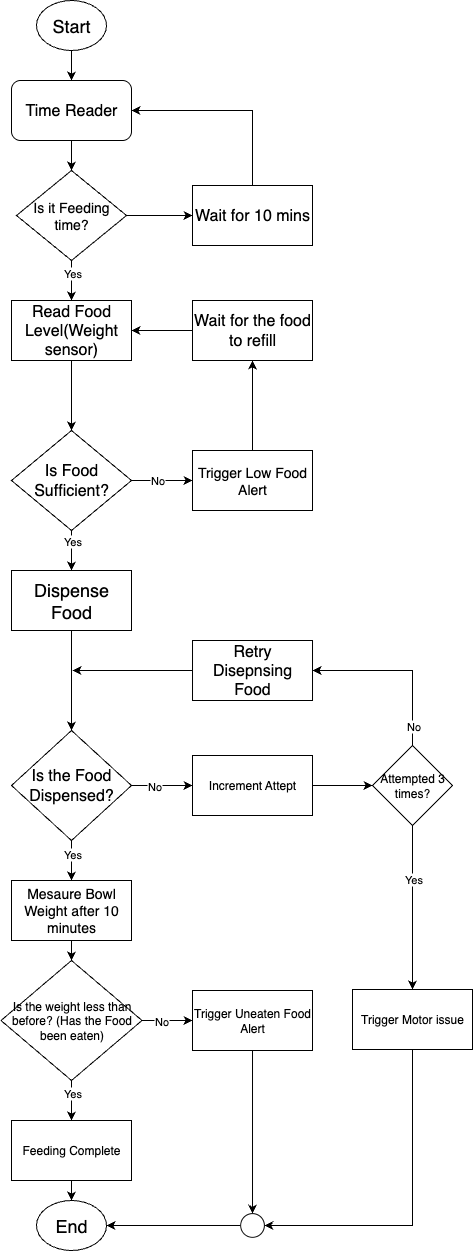 Start
Time Reader
Is it Feeding
time?
Wait for 10 mins
Yes
Read Food
Level(Weight
sensor)
Wait for the food
to refill
Is Food
Sufficient?
No
Trigger Low Food
Alert
Yes
Dispense
Food
Retry
Disepnsing
Food
No
Is the Food
Dispensed?
No
Increment Attept
Attempted 3
times?
Yes
Yes
Mesaure Bowl
Weight after 10
minutes
Is the weight less than
before? (Has the Food
been eaten)
No
Trigger Uneaten Food
Alert
Trigger Motor issue
Yes
Feeding Complete
End